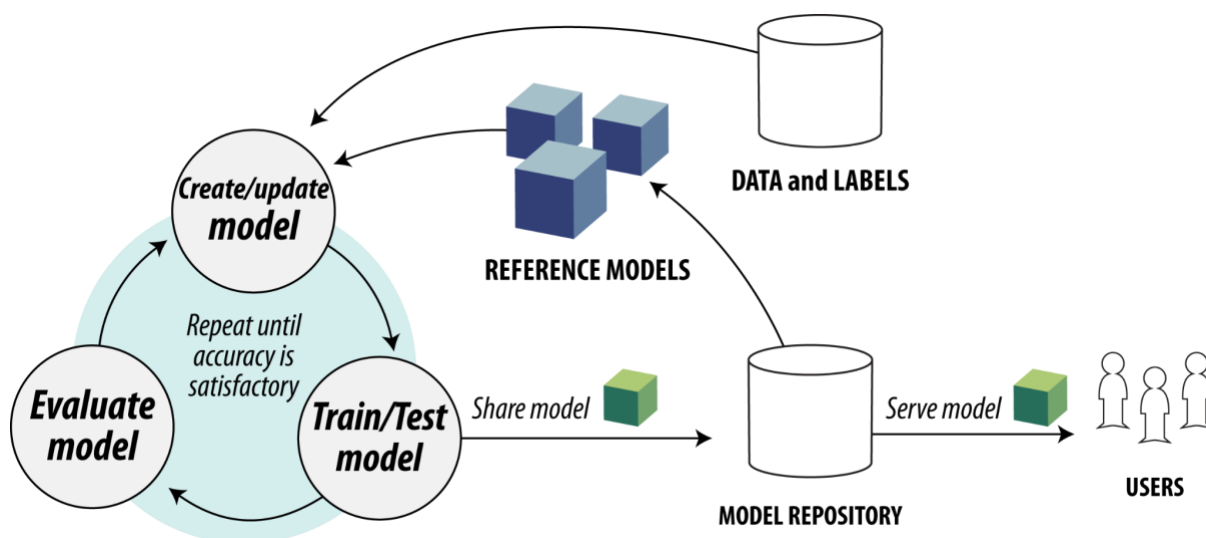 DATA and LABELS
Create/update
model
REFERENCE MODELS
Repeat until
accuracy is
satisfactory
Evaluate
model
Train/Test
model
Share model
Serve model
MODEL REPOSITORY
USERS